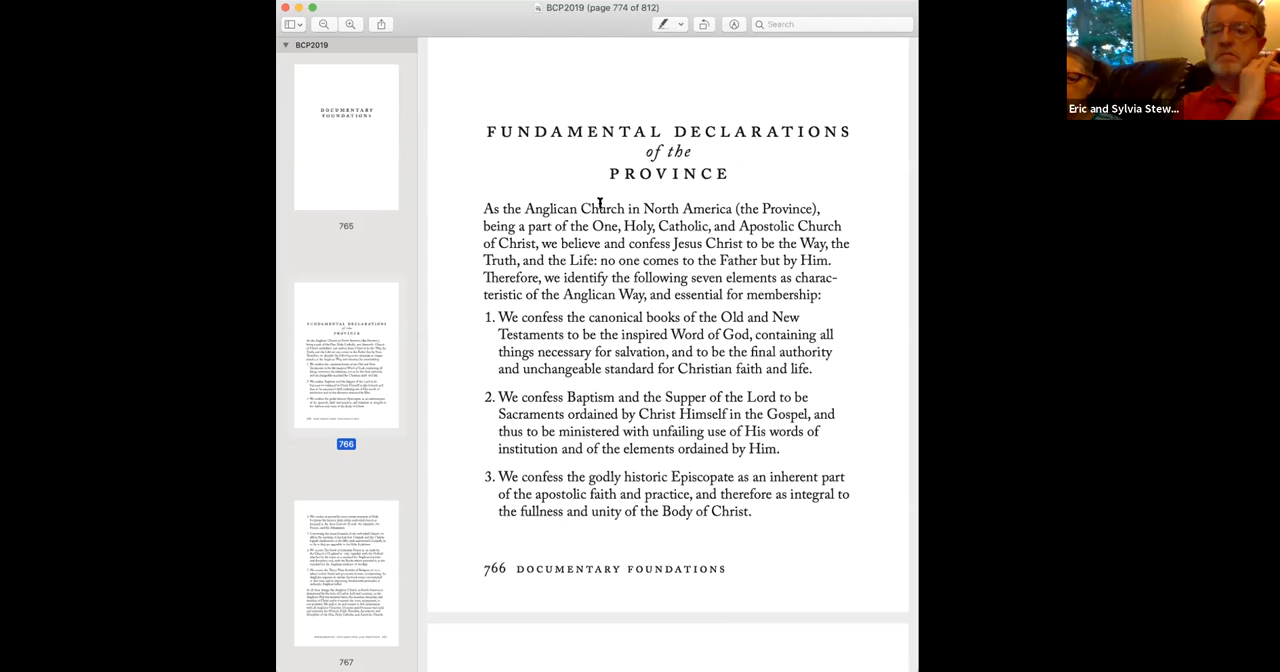 BCP2019 (page 774 of 812)
Search
BCP2019
DOCUMENTARY
FOUNDATIONS
765
FUNDAMENTAL DECLARATIONS
of the
PROVINCE
766
767
FUNDAMENTAL DECLARATIONS
of the
PROVINCE
As the Anglican Church in North America (the Province),
being a part of the One, Holy, Catholic, and Apostolic Church
of Christ, we believe and confess Jesus Christ to be the Way, the
Truth, and the Life: no one comes to the Father but by Him.
Therefore, we identify the following seven elements as charac-
teristic of the Anglican Way, and essential for membership:
1. We confess the canonical books of the Old and New
Testaments to be the inspired Word of God, containing all
things necessary for salvation, and to be the final authority
and unchangeable standard for Christian faith and life.
2. We confess Baptism and the Supper of the Lord to be
Sacraments ordained by Christ Himself in the Gospel, and
thus to be ministered with unfailing use of His words of
institution and of the elements ordained by Him.
3. We confess the godly historic Episcopate as an inherent part
of the apostolic faith and practice, and therefore as integral to
the fullness and unity of the Body of Christ.
766 DOCUMENTARY FOUNDATIONS
Eric and Sylvia Stew...